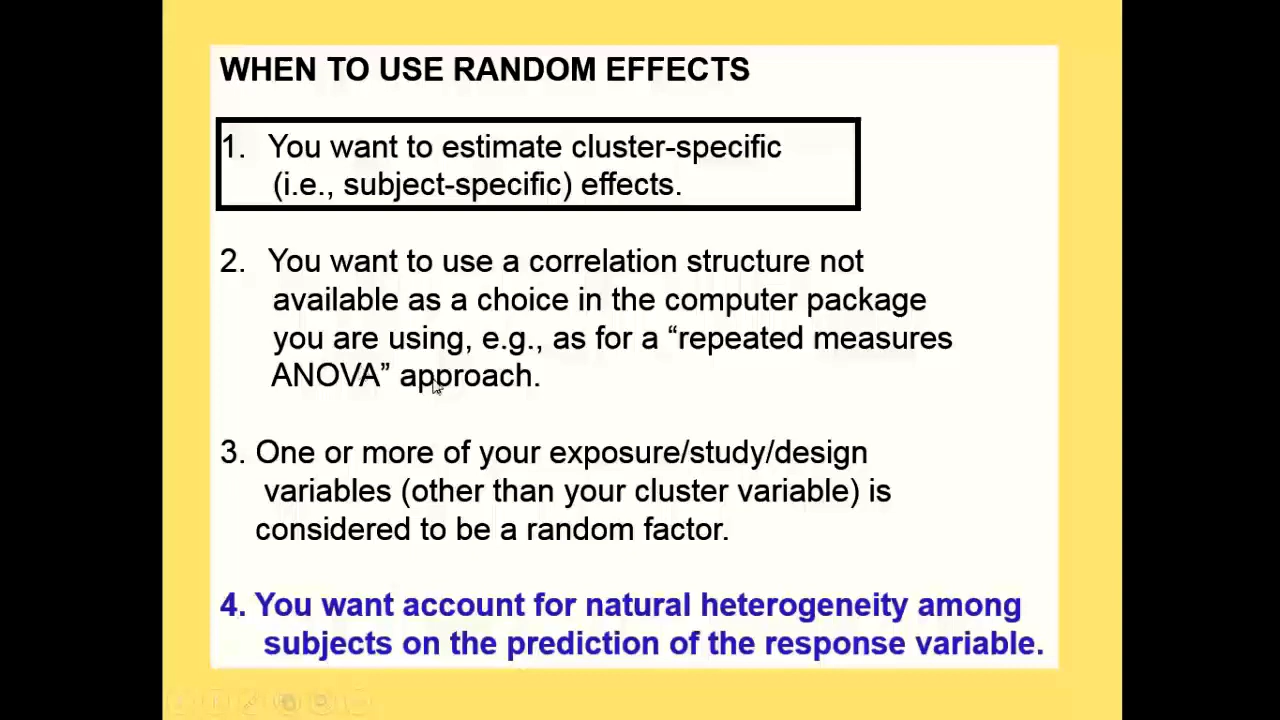 WHEN TO USE RANDOM EFFECTS
1. You want to estimate cluster-specific
(i.e., subject-specific) effects.
2. You want to use a correlation structure not
available as a choice in the computer package
you are using, e.g., as for a “repeated measures
ANOVA” approach.
3. One or more of your exposure/study/design
variables (other than your cluster variable) is
considered to be a random factor.
4. You want account for natural heterogeneity among
subjects on the prediction of the response variable.